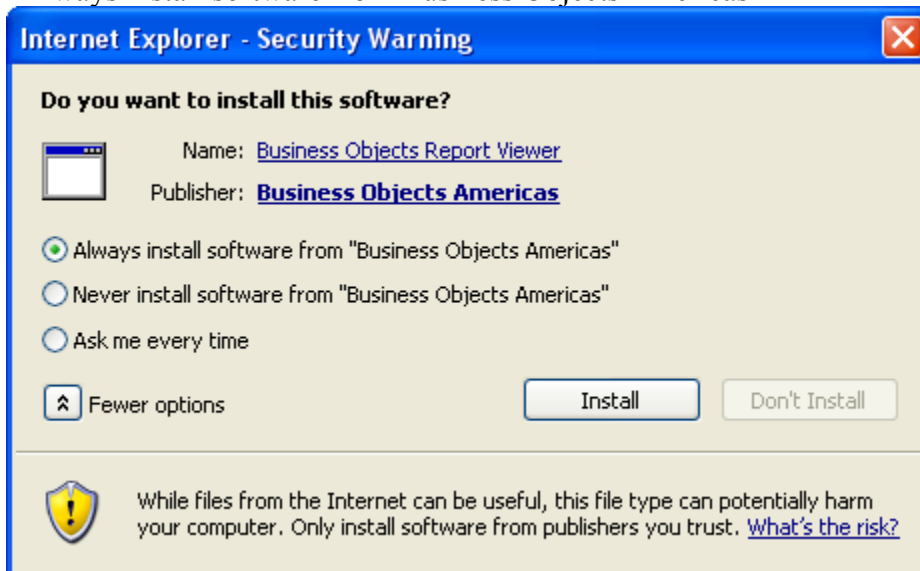 Internet Explorer - Security Warning
Do you want to install this software?
Name: Business Objects Report Viewer
Publisher: Business Objects Americas
Always install software from "Business Objects Americas"
Never install software from "Business Objects Americas"
Ask me every time
Fewer options Install Don't Install
While files from the Internet can be useful, this file type can potentially harm
your computer. Only install software from publishers you trust. What's the risk?